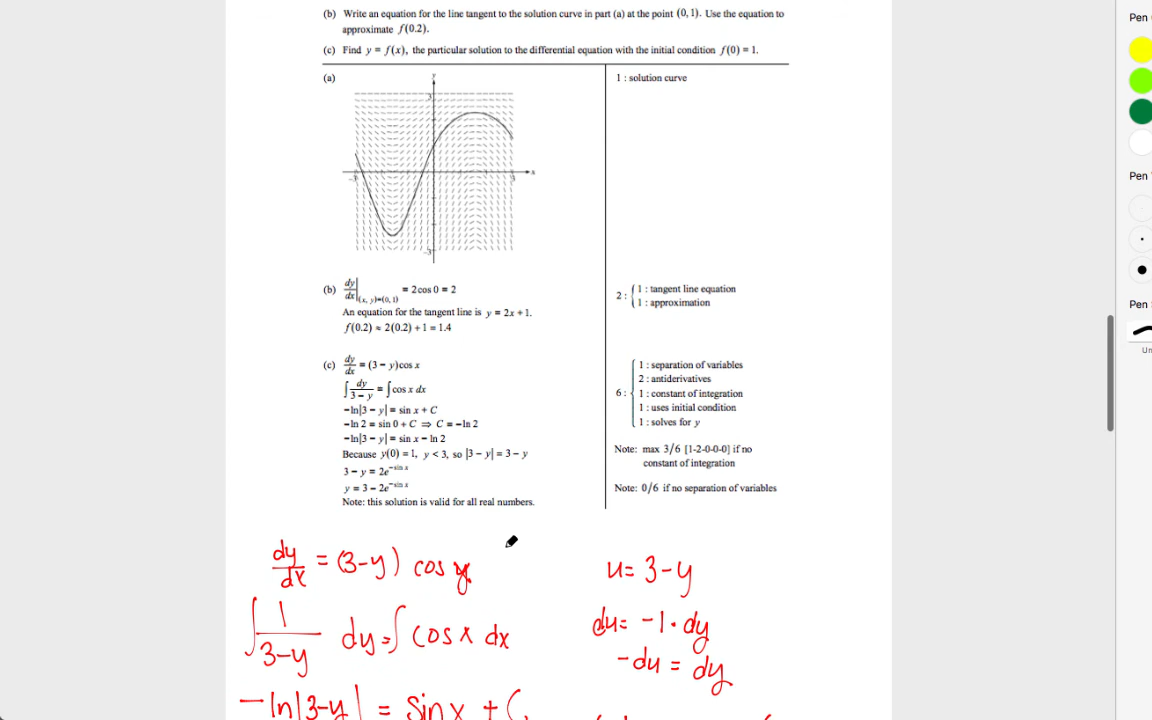 (b) Write an equation for the line tangent to the solution curve in part (a) at the point (0, 1). Use the equation to
approximate f(0.2).
(c) Find y = f(x), the particular solution to the differential equation with the initial condition f(0) = 1.
(a)
1 : solution curve
(b) dy/dx|(x, y)=(0, 1) = 2cos 0 = 2
An equation for the tangent line is y = 2x + 1.
f(0.2) ≈ 2(0.2) + 1 = 1.4
2 : { 1 : tangent line equation
1 : approximation
(c) dy/dx = (3 − y)cos x
∫ dy/(3 − y) = ∫cos x dx
−ln|3 − y| = sin x + C
−ln 2 = sin 0 + C ⇒ C = −ln 2
−ln|3 − y| = sin x − ln 2
Because y(0) = 1, y < 3, so |3 − y| = 3 − y
3 − y = 2e^(−sin x)
y = 3 − 2e^(−sin x)
Note: this solution is valid for all real numbers.
6 : { 1 : separation of variables
2 : antiderivatives
1 : constant of integration
1 : uses initial condition
1 : solves for y
Note: max 3/6 [1-2-0-0-0] if no
constant of integration
Note: 0/6 if no separation of variables
dy/dx = (3-y) cos x
∫ 1/(3-y) dy = ∫ cos x dx
-ln|3-y| = sin x + C
u = 3-y
du = -1 · dy
-du = dy
Pen
Pen
Pen
Un